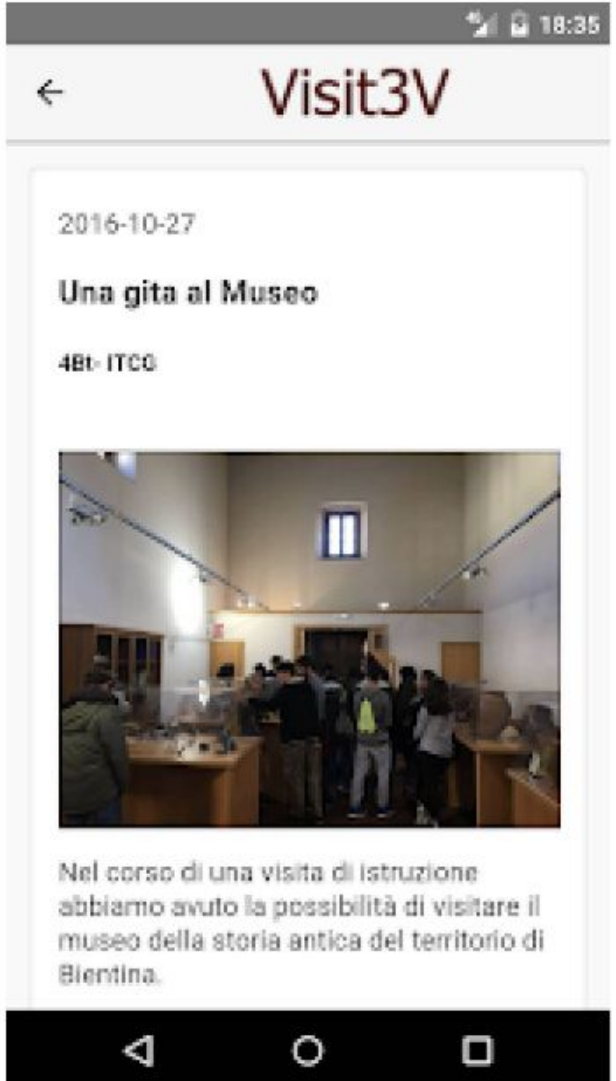 18:35
Visit3V
2016-10-27
Una gita al Museo
4Bt- ITCG
Nel corso di una visita di istruzione
abbiamo avuto la possibilità di visitare il
museo della storia antica del territorio di
Bientina.